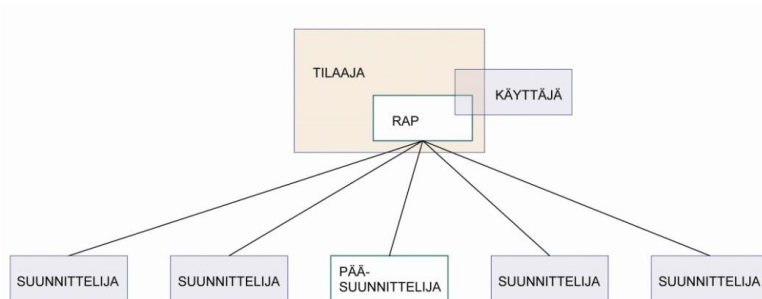 TILAAJA
KÄYTTÄJÄ
RAP
SUUNNITTELIJA
SUUNNITTELIJA
PÄÄ-
SUUNNITTELIJA
SUUNNITTELIJA
SUUNNITTELIJA